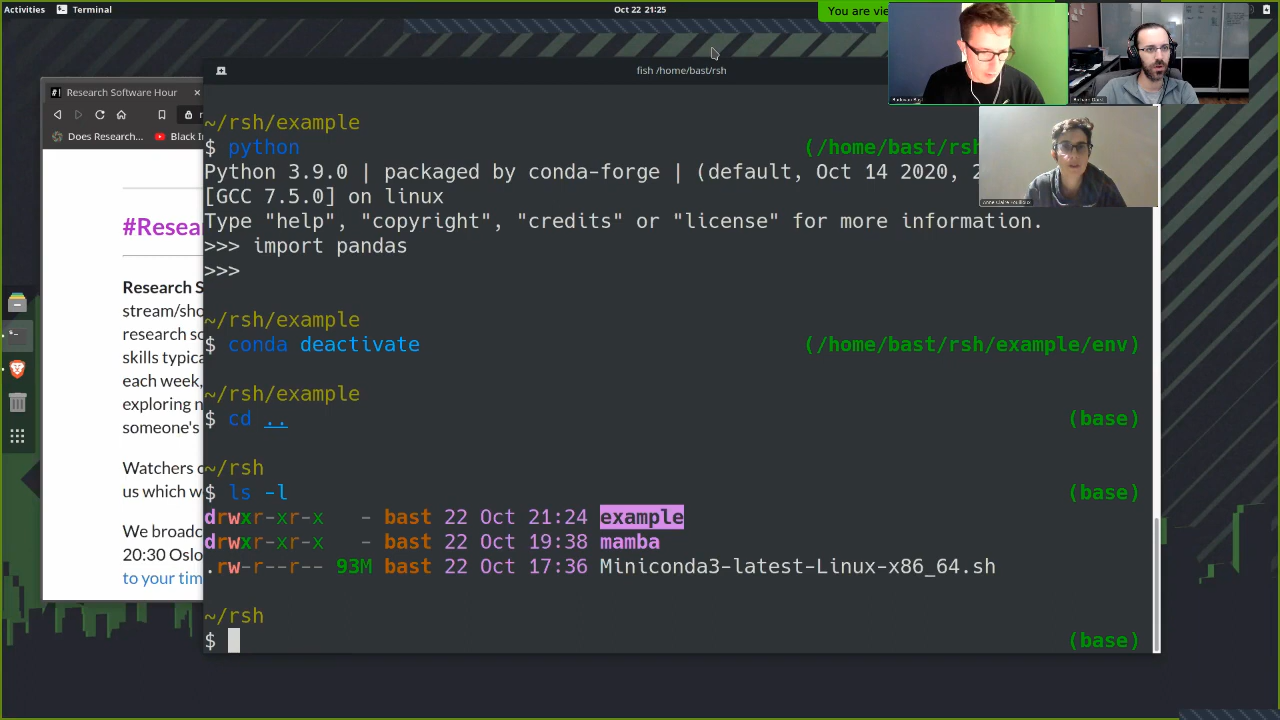 Activities Terminal Oct 22 21:25 You are vie
fish /home/bast/rsh
Research Software Hour ×
Does Research... Black
#Resea
Research S
stream/sho
research so
skills typica
each week,
exploring n
someone's
Watchers c
us which w
We broadc
20:30 Oslo
to your tim
~/rsh/example
$ python (/home/bast/rsh
Python 3.9.0 | packaged by conda-forge | (default, Oct 14 2020, 2
[GCC 7.5.0] on linux
Type "help", "copyright", "credits" or "license" for more information.
>>> import pandas
>>>
~/rsh/example
$ conda deactivate (/home/bast/rsh/example/env)
~/rsh/example
$ cd .. (base)
~/rsh
$ ls -l (base)
drwxr-xr-x - bast 22 Oct 21:24 example
drwxr-xr-x - bast 22 Oct 19:38 mamba
.rw-r--r-- 93M bast 22 Oct 17:36 Miniconda3-latest-Linux-x86_64.sh
~/rsh
$ (base)